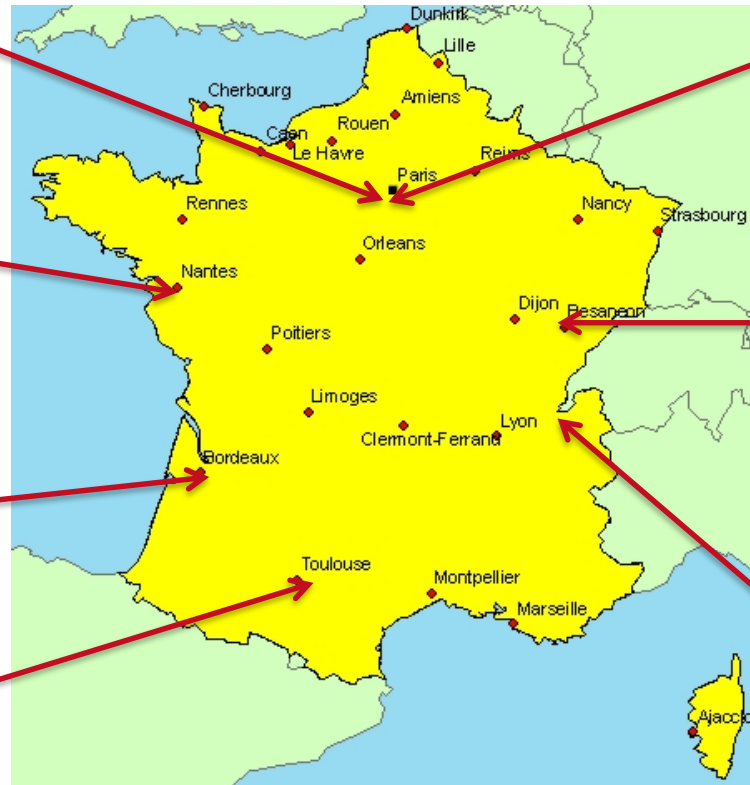 Dunkirk
Lille
Cherbourg
Amiens
Rouen
Caen
Le Havre
Reims
Paris
Rennes
Nancy
Strasbourg
Orleans
Nantes
Dijon
Besancon
Poitiers
Limoges
Lyon
Clermont-Ferrand
Bordeaux
Toulouse
Montpellier
Marseille
Ajaccio